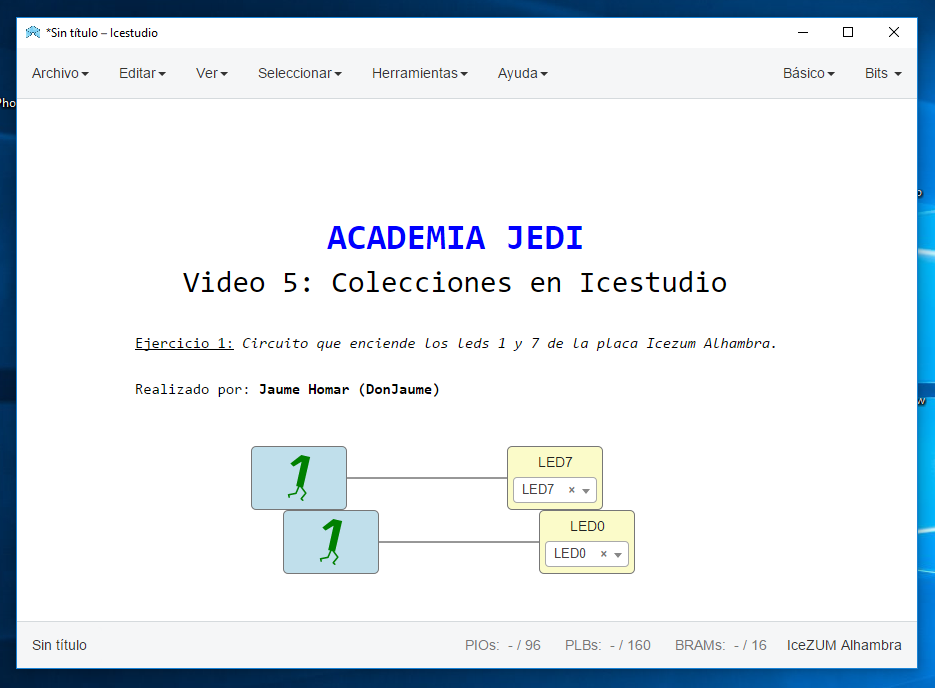 *Sin título – Icestudio
Archivo Editar Ver Seleccionar Herramientas Ayuda Básico Bits
Pho
ACADEMIA JEDI
Video 5: Colecciones en Icestudio
Ejercicio 1: Circuito que enciende los leds 1 y 7 de la placa Icezum Alhambra.
Realizado por: Jaume Homar (DonJaume)
1
LED7
LED7 ×
1
LED0
LED0 ×
Sin título PIOs: - / 96 PLBs: - / 160 BRAMs: - / 16 IceZUM Alhambra